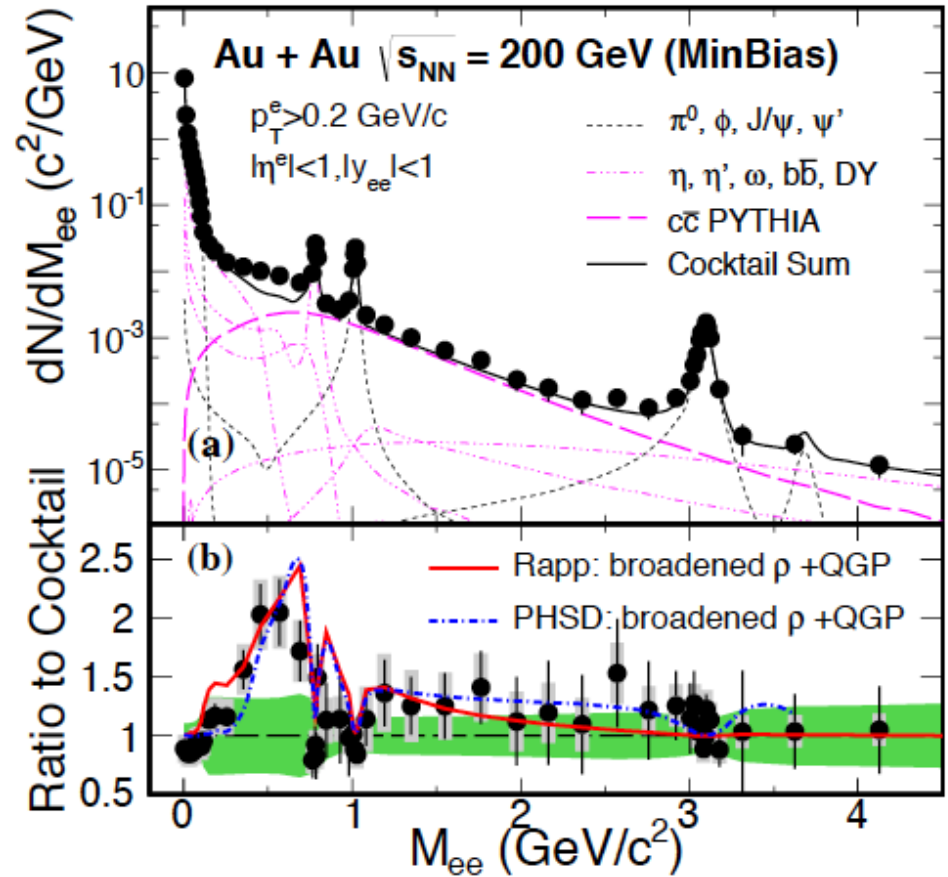 Au + Au √s_NN = 200 GeV (MinBias)
p_T^e>0.2 GeV/c
|η^e|<1,|y_ee|<1
π⁰, ϕ, J/ψ, ψ’
η, η’, ω, bb̅, DY
cc̅ PYTHIA
Cocktail Sum
dN/dM_ee (c²/GeV)
10
10⁻¹
10⁻³
10⁻⁵
(a)
(b)
Rapp: broadened ρ +QGP
PHSD: broadened ρ +QGP
Ratio to Cocktail
2.5
2
1.5
1
0.5
0 1 2 3 4
M_ee (GeV/c²)